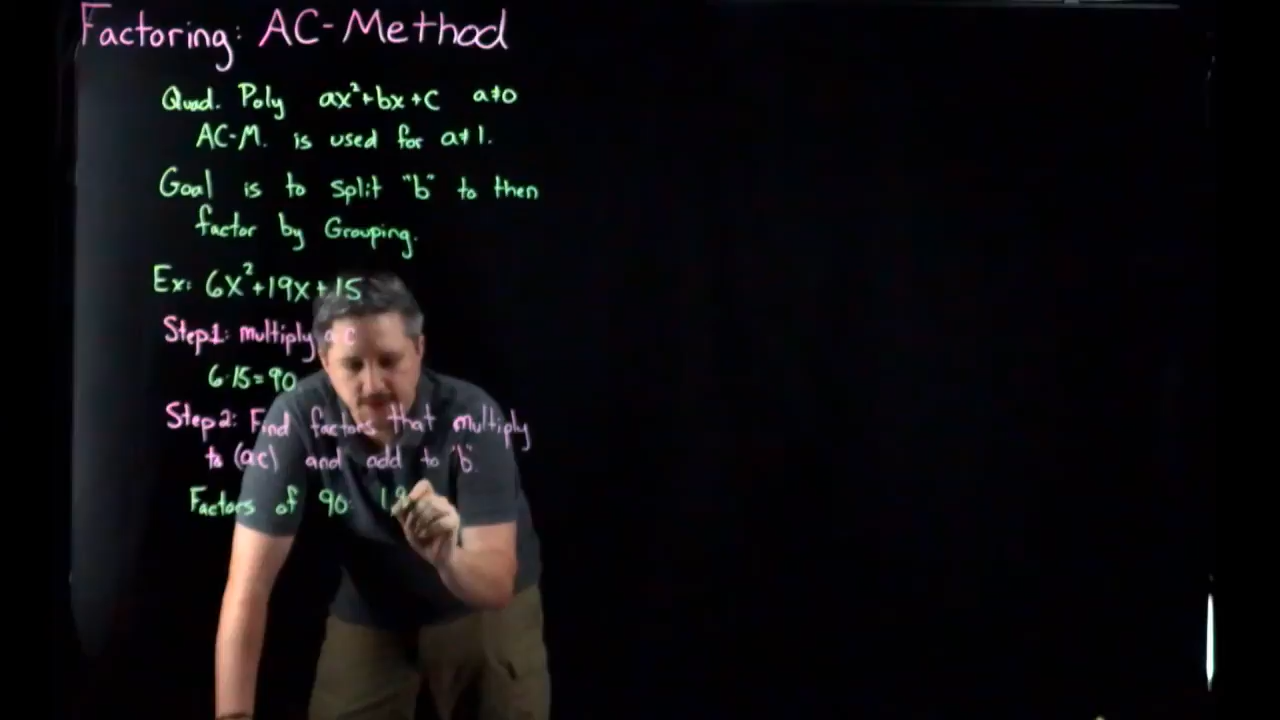 Factoring: AC-Method
Quad. Poly ax²+bx+c a≠0
AC-M. is used for a≠1.
Goal is to split "b" to then
factor by Grouping.
Ex: 6x²+19x+15
Step1: multiply a·c
6·15=90
Step2: Find factors that multiply
to (ac) and add to "b".
Factors of 90: 1,9